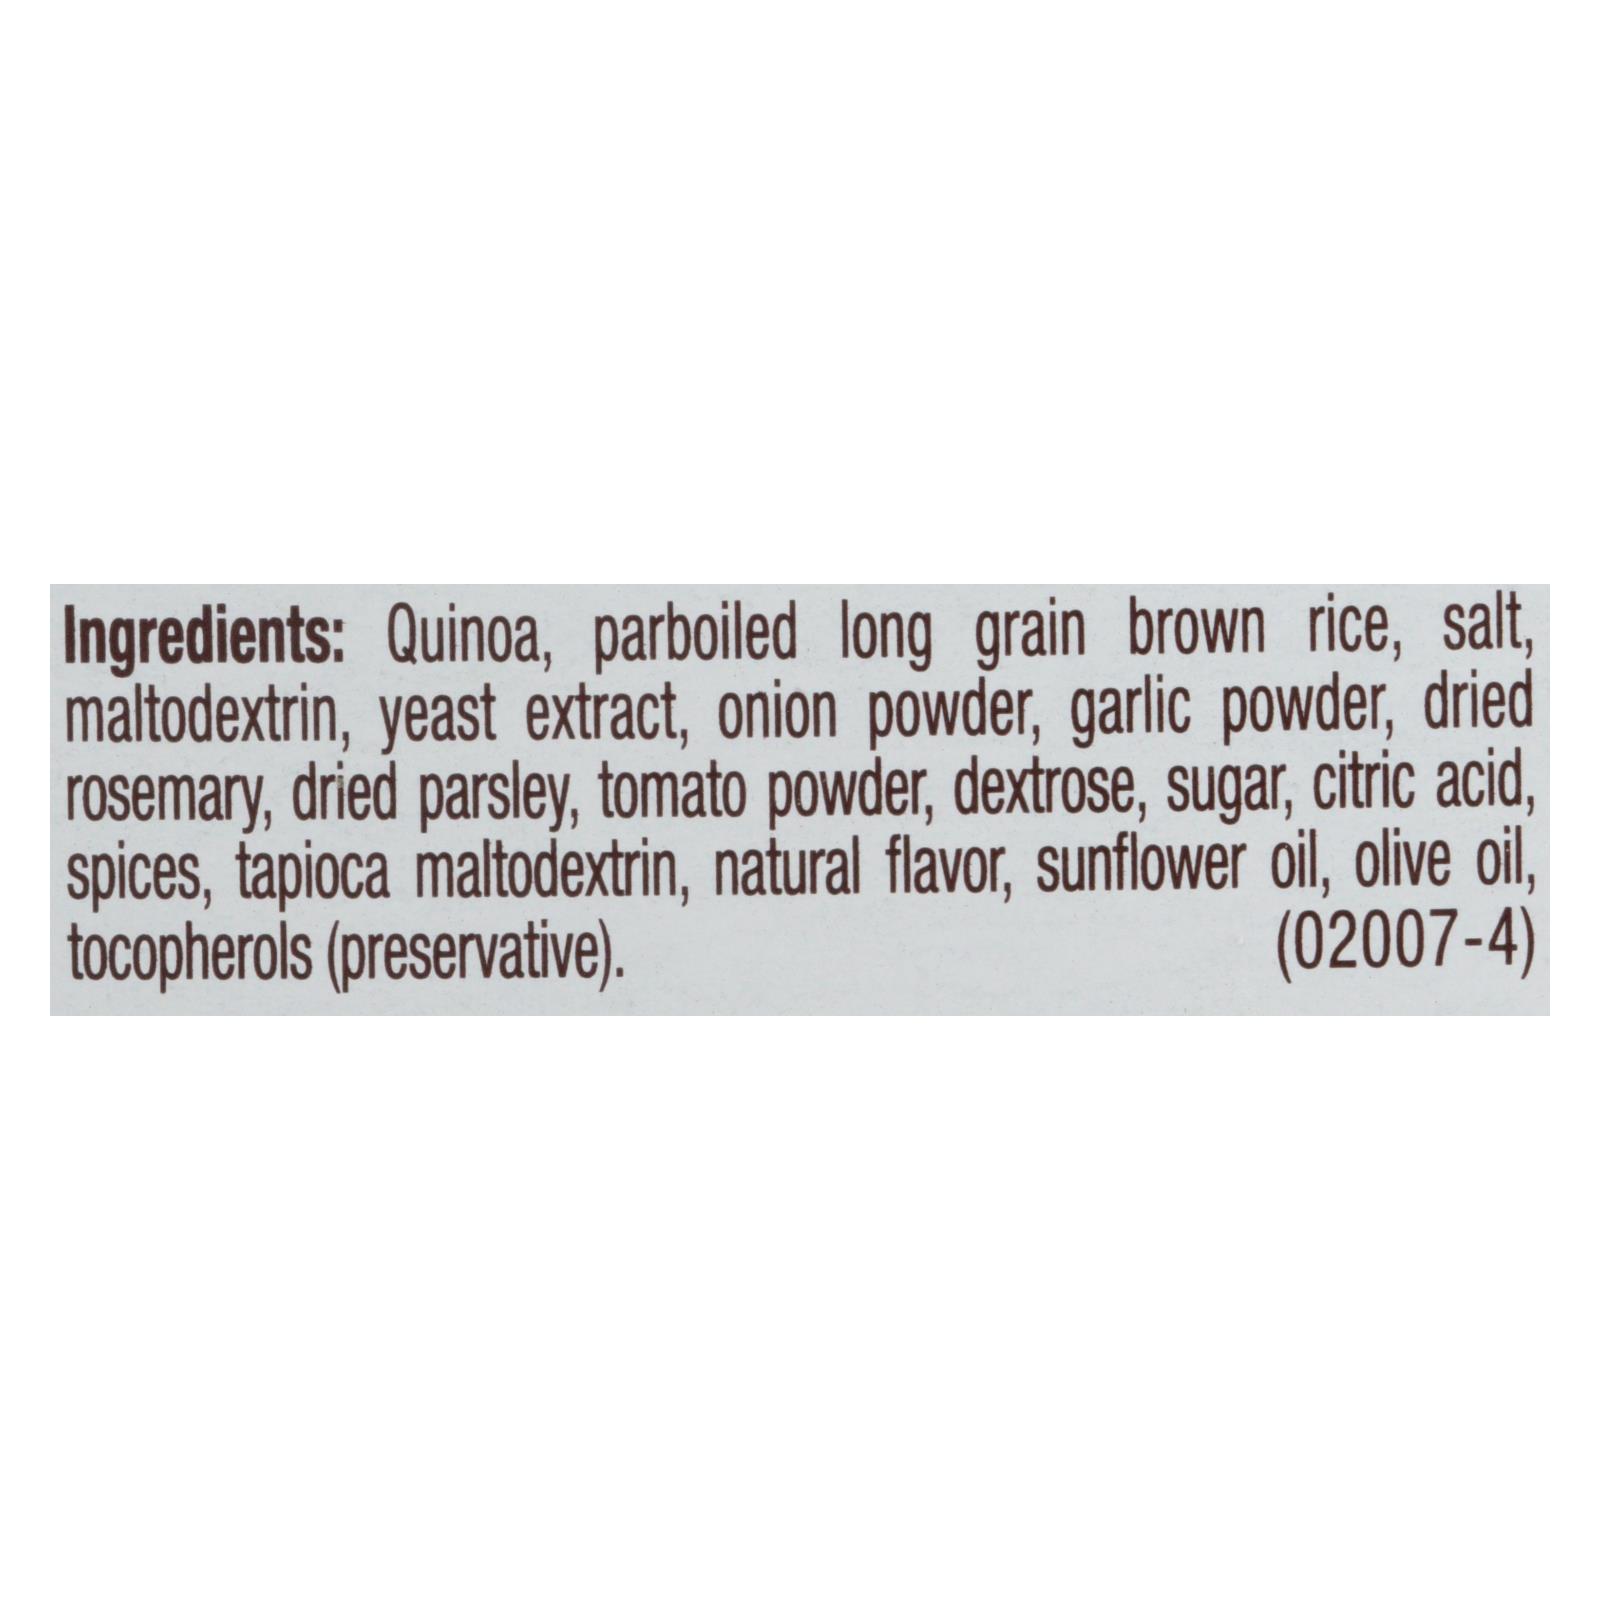 Ingredients: Quinoa, parboiled long grain brown rice, salt,
maltodextrin, yeast extract, onion powder, garlic powder, dried
rosemary, dried parsley, tomato powder, dextrose, sugar, citric acid,
spices, tapioca maltodextrin, natural flavor, sunflower oil, olive oil,
tocopherols (preservative). (02007-4)